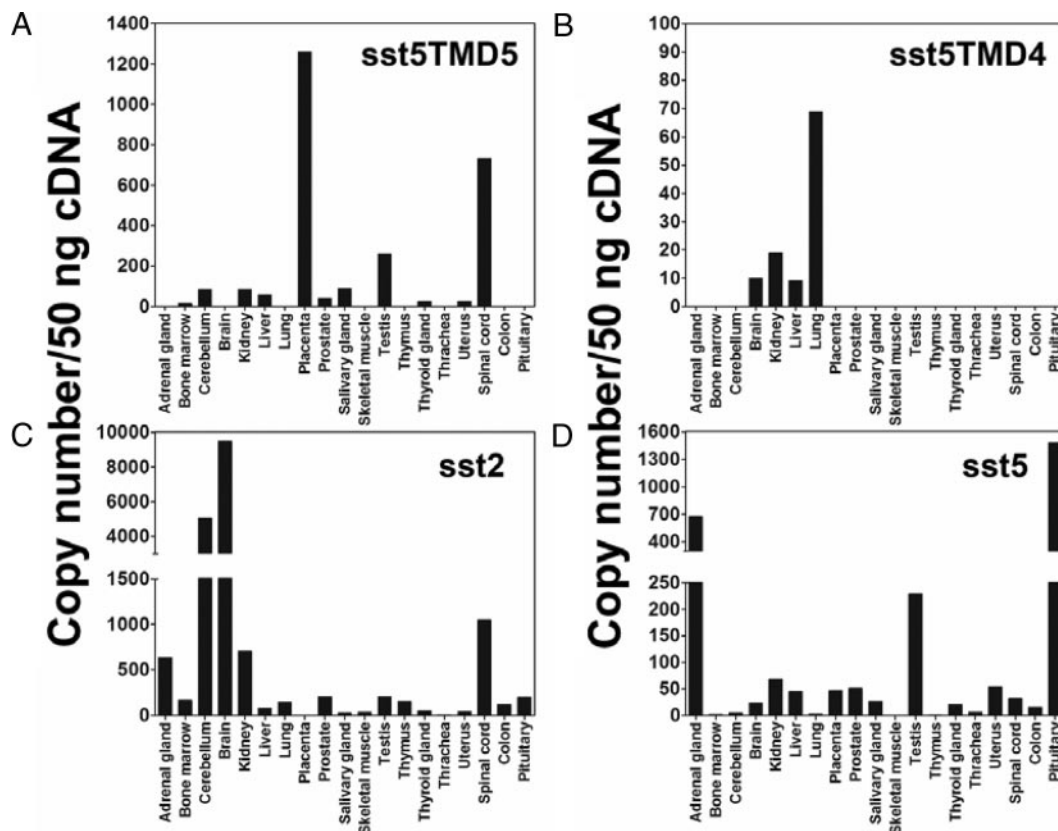 A
sst5TMD5
1400
1200
1000
800
600
400
200
0
Adrenal gland
Bone marrow
Cerebellum
Brain
Kidney
Liver
Lung
Placenta
Prostate
Salivary gland
Skeletal muscle
Testis
Thymus
Thyroid gland
Thrachea
Uterus
Spinal cord
Colon
Pituitary
B
sst5TMD4
100
90
80
70
60
50
40
30
20
10
0
Adrenal gland
Bone marrow
Cerebellum
Brain
Kidney
Liver
Lung
Placenta
Prostate
Salivary gland
Skeletal muscle
Testis
Thymus
Thyroid gland
Thrachea
Uterus
Spinal cord
Colon
Pituitary
Copy number/50 ng cDNA
Copy number/50 ng cDNA
C
sst2
10000
8000
6000
4000
1500
1000
500
0
Adrenal gland
Bone marrow
Cerebellum
Brain
Kidney
Liver
Lung
Placenta
Prostate
Salivary gland
Skeletal muscle
Testis
Thymus
Thyroid gland
Thrachea
Uterus
Spinal cord
Colon
Pituitary
D
sst5
1600
1300
1000
700
400
250
200
150
100
50
0
Adrenal gland
Bone marrow
Cerebellum
Brain
Kidney
Liver
Lung
Placenta
Prostate
Salivary gland
Skeletal muscle
Testis
Thymus
Thyroid gland
Thrachea
Uterus
Spinal cord
Colon
Pituitary